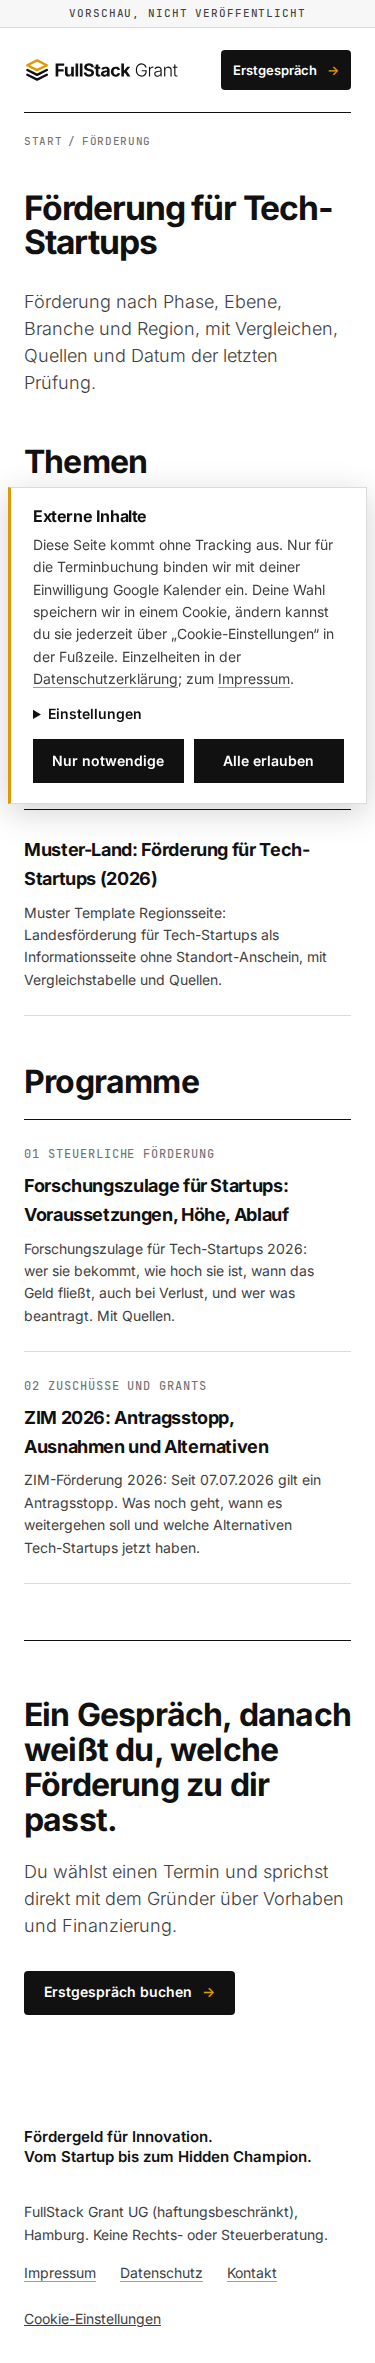 VORSCHAU, NICHT VERÖFFENTLICHT
FullStack Grant
Erstgespräch →
START / FÖRDERUNG
Förderung für Tech-
Startups
Förderung nach Phase, Ebene,
Branche und Region, mit Vergleichen,
Quellen und Datum der letzten
Prüfung.
Themen
Externe Inhalte
Diese Seite kommt ohne Tracking aus. Nur für
die Terminbuchung binden wir mit deiner
Einwilligung Google Kalender ein. Deine Wahl
speichern wir in einem Cookie, ändern kannst
du sie jederzeit über „Cookie-Einstellungen“ in
der Fußzeile. Einzelheiten in der
Datenschutzerklärung; zum Impressum.
Einstellungen
Nur notwendige
Alle erlauben
Muster-Land: Förderung für Tech-
Startups (2026)
Muster Template Regionsseite:
Landesförderung für Tech-Startups als
Informationsseite ohne Standort-Anschein, mit
Vergleichstabelle und Quellen.
Programme
01 STEUERLICHE FÖRDERUNG
Forschungszulage für Startups:
Voraussetzungen, Höhe, Ablauf
Forschungszulage für Tech-Startups 2026:
wer sie bekommt, wie hoch sie ist, wann das
Geld fließt, auch bei Verlust, und wer was
beantragt. Mit Quellen.
02 ZUSCHÜSSE UND GRANTS
ZIM 2026: Antragsstopp,
Ausnahmen und Alternativen
ZIM-Förderung 2026: Seit 07.07.2026 gilt ein
Antragsstopp. Was noch geht, wann es
weitergehen soll und welche Alternativen
Tech-Startups jetzt haben.
Ein Gespräch, danach
weißt du, welche
Förderung zu dir
passt.
Du wählst einen Termin und sprichst
direkt mit dem Gründer über Vorhaben
und Finanzierung.
Erstgespräch buchen →
Fördergeld für Innovation.
Vom Startup bis zum Hidden Champion.
FullStack Grant UG (haftungsbeschränkt),
Hamburg. Keine Rechts- oder Steuerberatung.
Impressum Datenschutz Kontakt
Cookie-Einstellungen